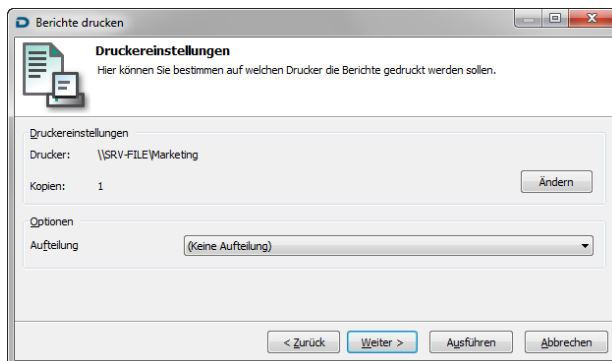 Berichte drucken
Druckereinstellungen
Hier können Sie bestimmen auf welchen Drucker die Berichte gedruckt werden sollen.
Druckereinstellungen
Drucker: \\SRV-FILE\Marketing
Kopien: 1
Ändern
Optionen
Aufteilung (Keine Aufteilung)
< Zurück Weiter > Ausführen Abbrechen